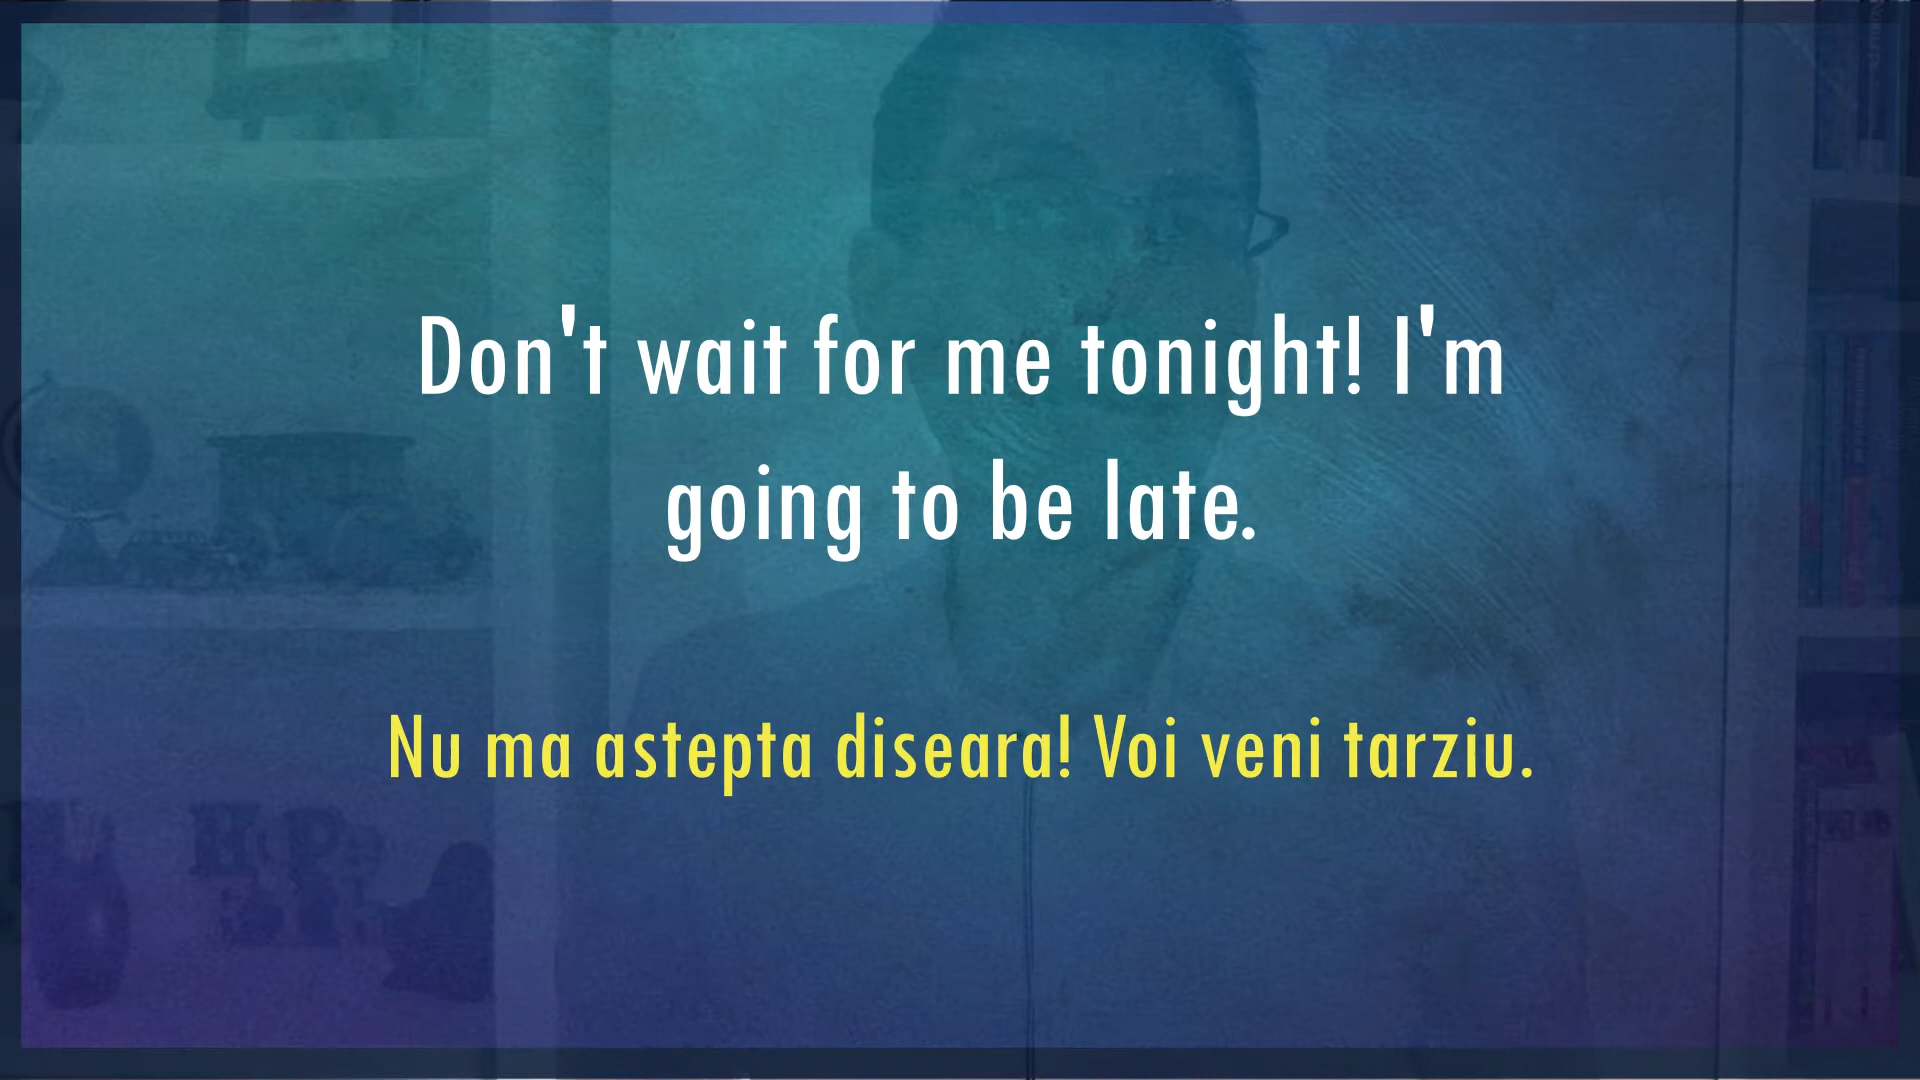 Don't wait for me tonight! I'm
going to be late.
Nu ma astepta diseara! Voi veni tarziu.